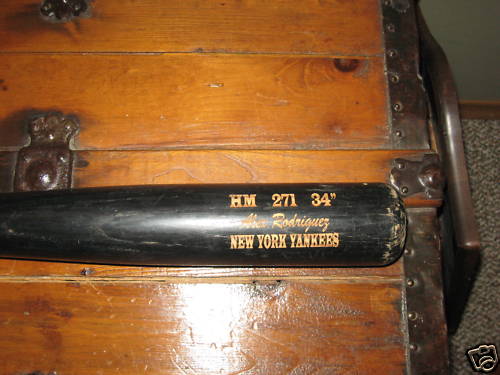 HM 271 34"
Alex Rodriguez
NEW YORK YANKEES